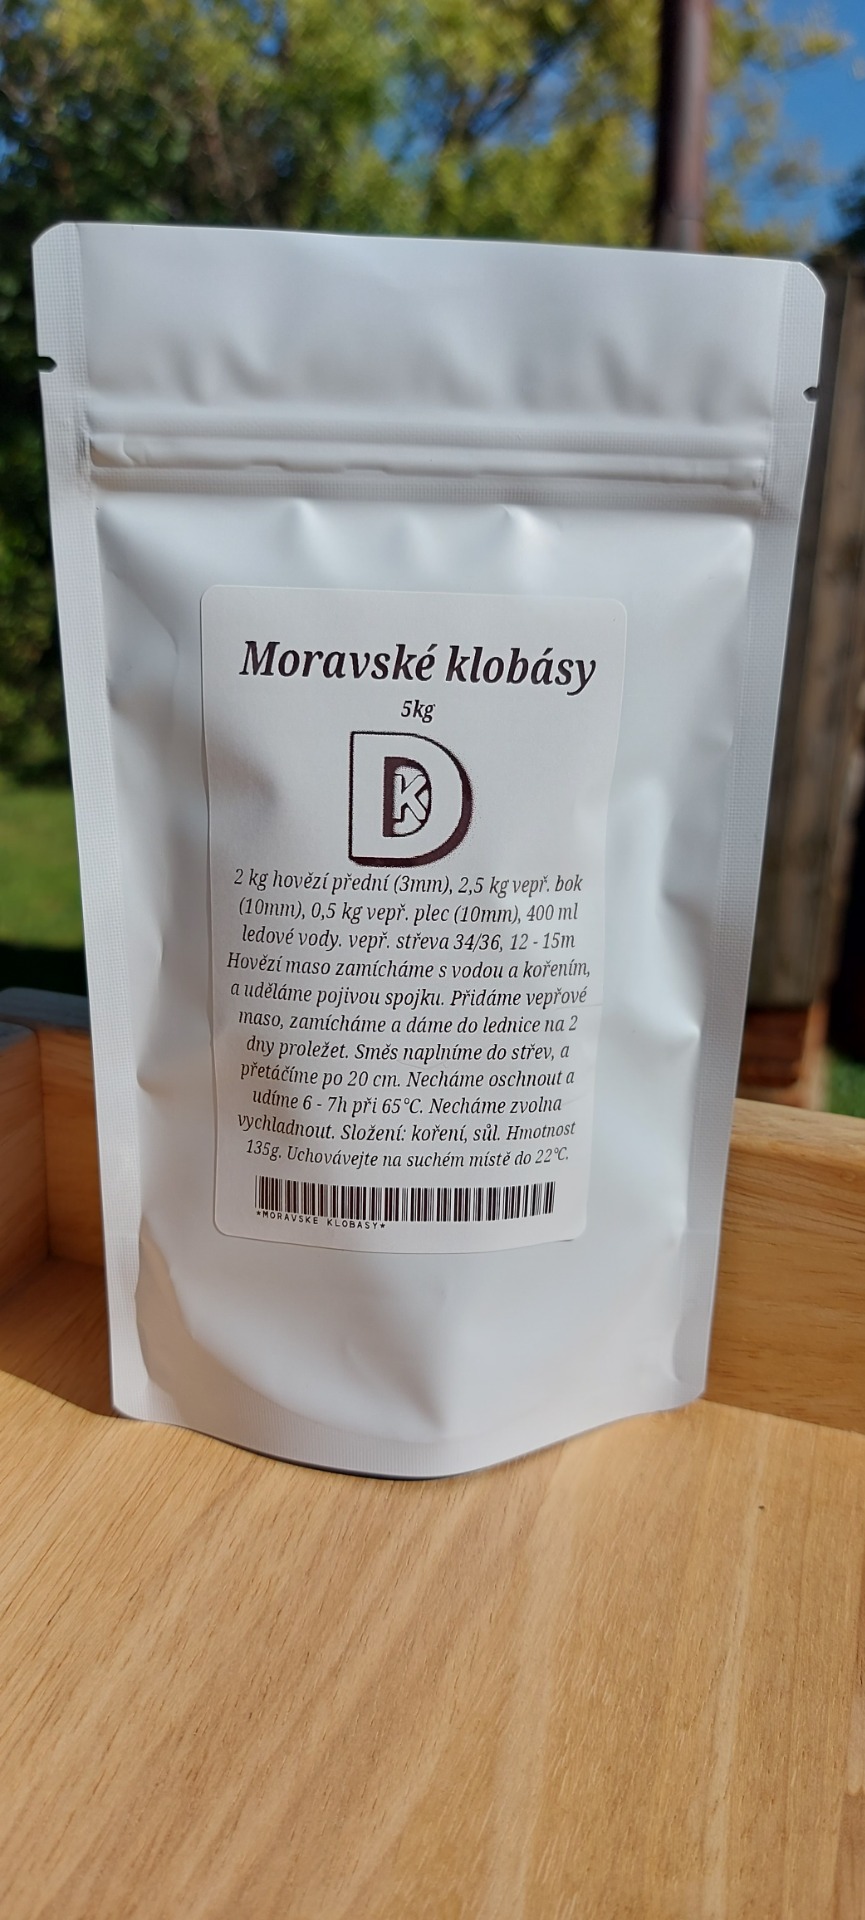 Moravské klobásy
5kg
DK
2 kg hovězí přední (3mm), 2,5 kg vepř. bok
(10mm), 0,5 kg vepř. plec (10mm), 400 ml
ledové vody. vepř. střeva 34/36, 12 - 15m
Hovězí maso zamícháme s vodou a kořením,
a uděláme pojivou spojku. Přidáme vepřové
maso, zamícháme a dáme do lednice na 2
dny proležet. Směs naplníme do střev, a
přetáčíme po 20 cm. Necháme oschnout a
udíme 6 - 7h při 65°C. Necháme zvolna
vychladnout. Složení: koření, sůl. Hmotnost
135g. Uchovávejte na suchém místě do 22°C.
*MORAVSKE KLOBASY*